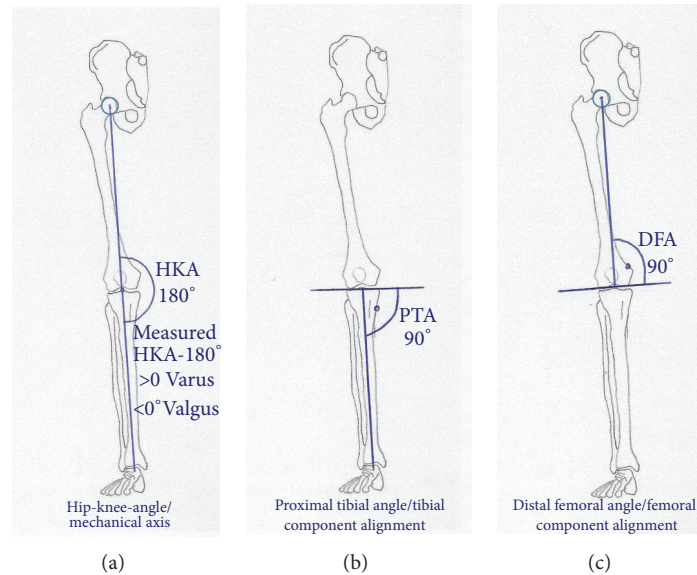 HKA
180°
Measured
HKA-180°
>0 Varus
<0° Valgus
Hip-knee-angle/
mechanical axis
(a)
PTA
90°
Proximal tibial angle/tibial
component alignment
(b)
DFA
90°
Distal femoral angle/femoral
component alignment
(c)